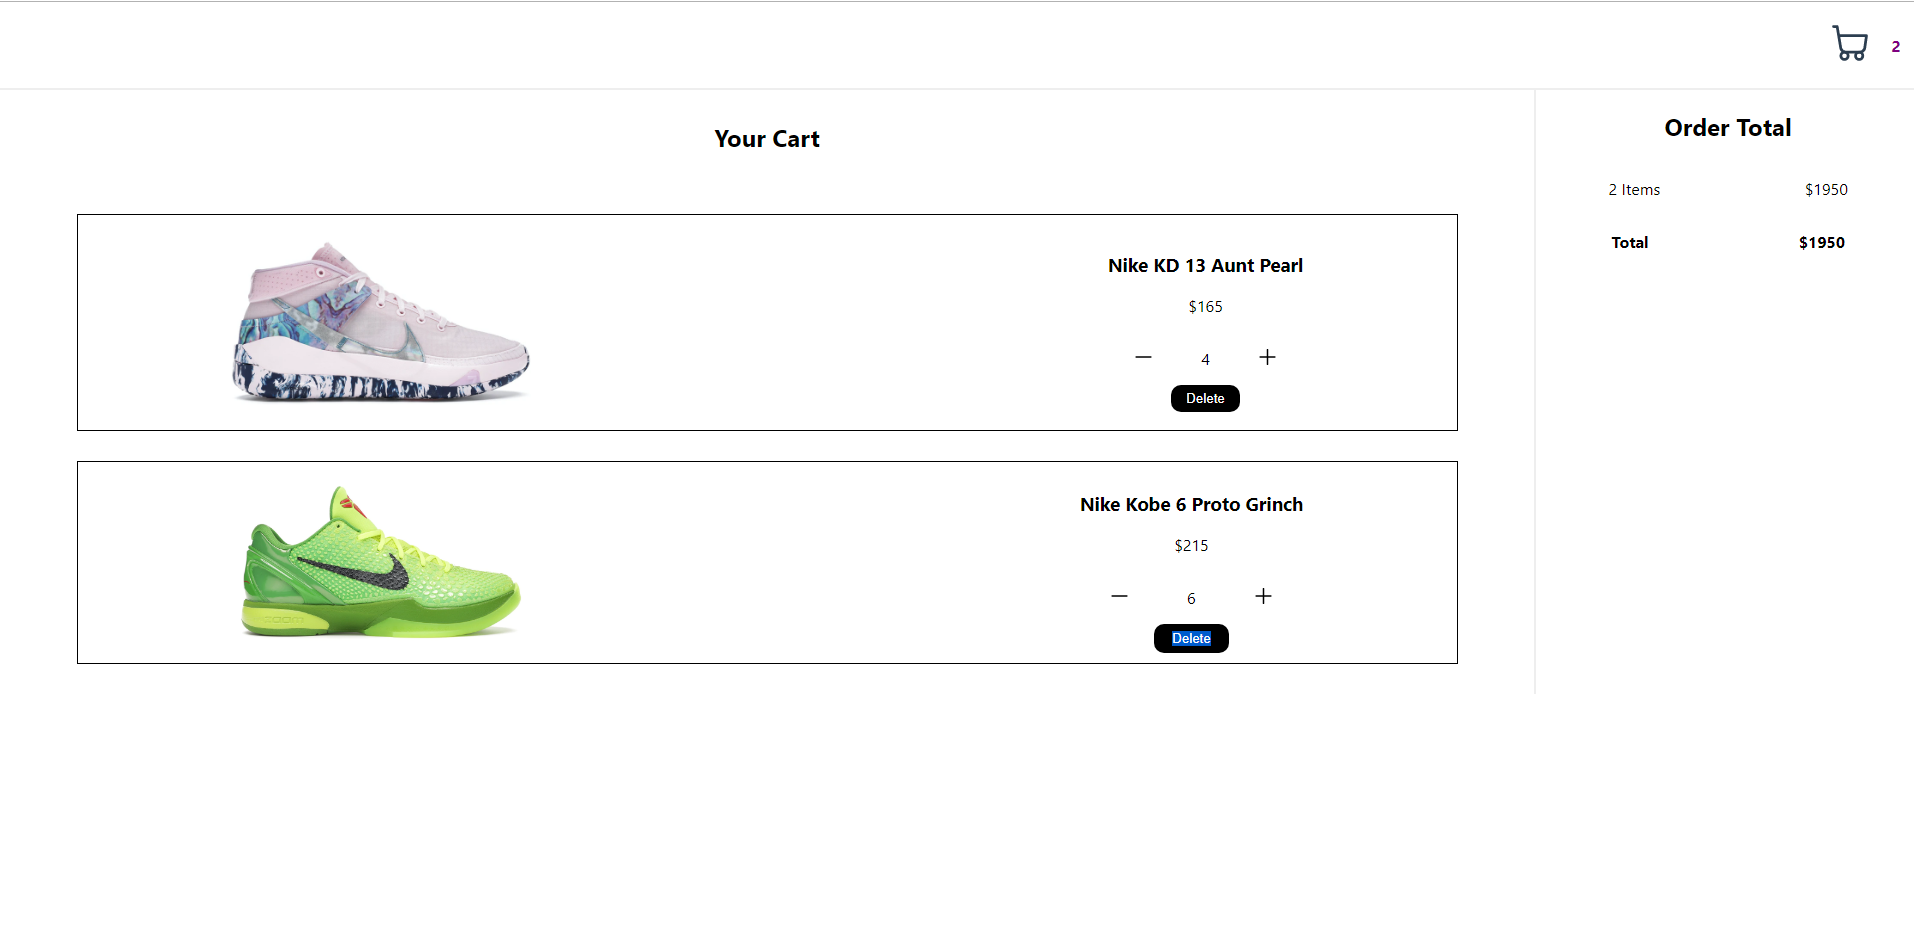 2
Your Cart
Nike KD 13 Aunt Pearl
$165
4
Delete
Nike Kobe 6 Proto Grinch
$215
6
Delete
Order Total
2 Items $1950
Total $1950